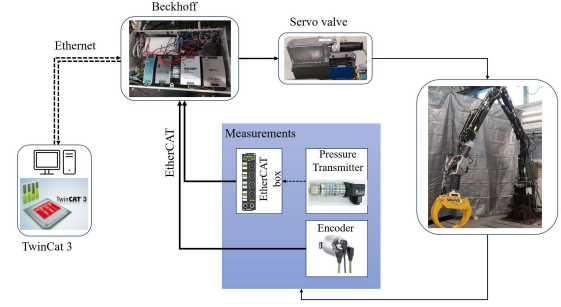 Beckhoff
Servo valve
Ethernet
EtherCAT
Measurements
EtherCAT
box
Pressure
Transmitter
Encoder
TwinCAT 3
TwinCat 3